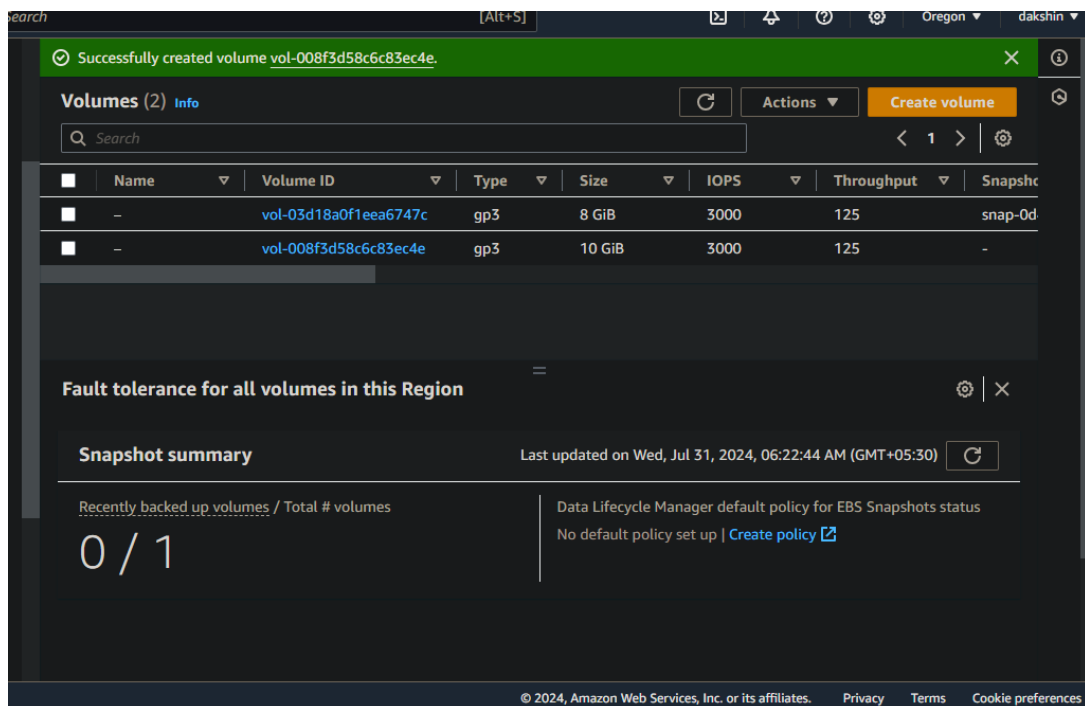 Search [Alt+S] Oregon dakshin
Successfully created volume vol-008f3d58c6c83ec4e.
Volumes (2) Info Actions Create volume
Search 1
Name Volume ID Type Size IOPS Throughput Snapsho
– vol-03d18a0f1eea6747c gp3 8 GiB 3000 125 snap-0d
– vol-008f3d58c6c83ec4e gp3 10 GiB 3000 125 -
Fault tolerance for all volumes in this Region
Snapshot summary Last updated on Wed, Jul 31, 2024, 06:22:44 AM (GMT+05:30)
Recently backed up volumes / Total # volumes Data Lifecycle Manager default policy for EBS Snapshots status
0 / 1 No default policy set up | Create policy
© 2024, Amazon Web Services, Inc. or its affiliates. Privacy Terms Cookie preferences